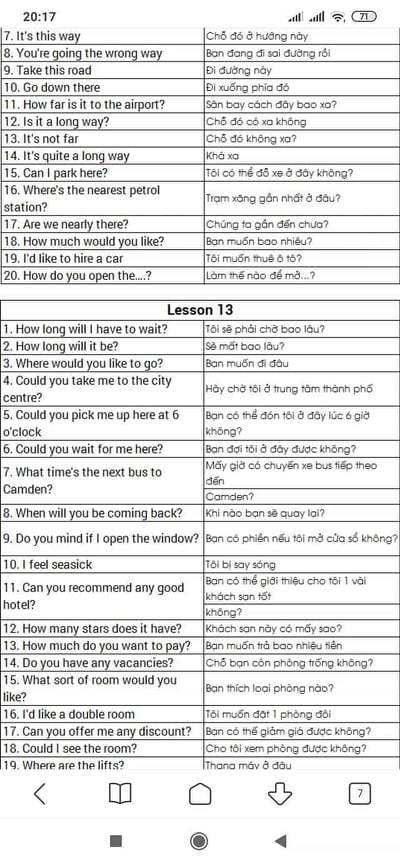 20:17
71
7. It's this way
Chỗ đó ở hướng này
8. You're going the wrong way
Bạn đang đi sai đường rồi
9. Take this road
Đi đường này
10. Go down there
Đi xuống phía đó
11. How far is it to the airport?
Sân bay cách đây bao xa?
12. Is it a long way?
Chỗ đó có xa không
13. It's not far
Chỗ đó không xa?
14. It's quite a long way
Khá xa
15. Can I park here?
Tôi có thể đỗ xe ở đây không?
16. Where's the nearest petrol
station?
Trạm xăng gần nhất ở đâu?
17. Are we nearly there?
Chúng ta gần đến chưa?
18. How much would you like?
Bạn muốn bao nhiêu?
19. I'd like to hire a car
Tôi muốn thuê ô tô?
20. How do you open the....?
Làm thế nào để mở...?
Lesson 13
1. How long will I have to wait?
Tôi sẽ phải chờ bao lâu?
2. How long will it be?
Sẽ mất bao lâu?
3. Where would you like to go?
Bạn muốn đi đâu
4. Could you take me to the city
centre?
Hãy chờ tôi ở trung tâm thành phố
5. Could you pick me up here at 6
o'clock
Bạn có thể đón tôi ở đây lúc 6 giờ
không?
6. Could you wait for me here?
Bạn đợi tôi ở đây được không?
7. What time's the next bus to
Camden?
Mấy giờ có chuyến xe bus tiếp theo
đến
Camden?
8. When will you be coming back?
Khi nào bạn sẽ quay lại?
9. Do you mind if I open the window?
Bạn có phiền nếu tôi mở cửa sổ không?
10. I feel seasick
Tôi bị say sóng
11. Can you recommend any good
hotel?
Bạn có thể giới thiệu cho tôi 1 vài
khách sạn tốt
không?
12. How many stars does it have?
Khách sạn này có mấy sao?
13. How much do you want to pay?
Bạn muốn trả bao nhiệu tiền
14. Do you have any vacancies?
Chỗ bạn còn phòng trống không?
15. What sort of room would you
like?
Bạn thích loại phòng nào?
16. I'd like a double room
Tôi muốn đặt 1 phòng đôi
17. Can you offer me any discount?
Bạn có thể giảm giá được không?
18. Could I see the room?
Cho tôi xem phòng được không?
19. Where are the lifts?
Thang máy ở đâu
7